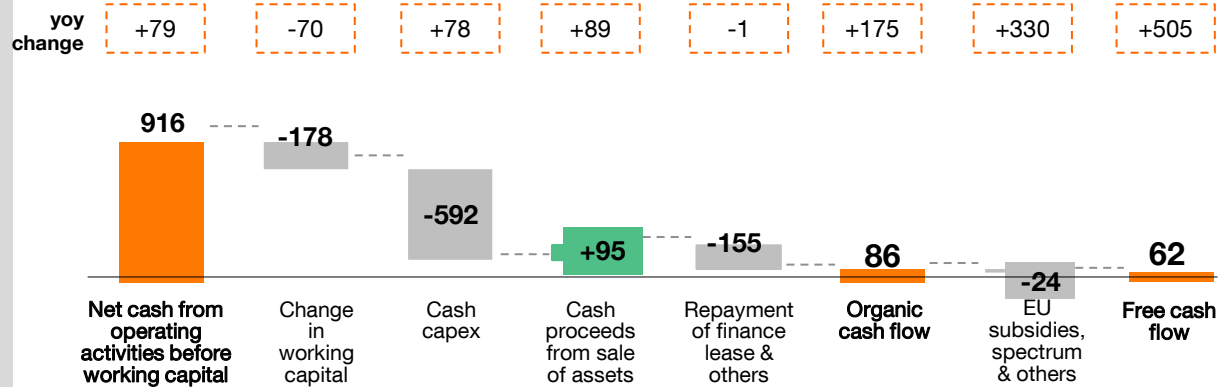 yoy
change
+79
-70
+78
+89
-1
+175
+330
+505
916
-178
-592
+95
-155
86
-24
62
Net cash from
operating
activities before
working capital
Change
in
working
capital
Cash
capex
Cash
proceeds
from sale
of assets
Repayment
of finance
lease &
others
Organic
cash flow
EU
subsidies,
spectrum
& others
Free cash
flow